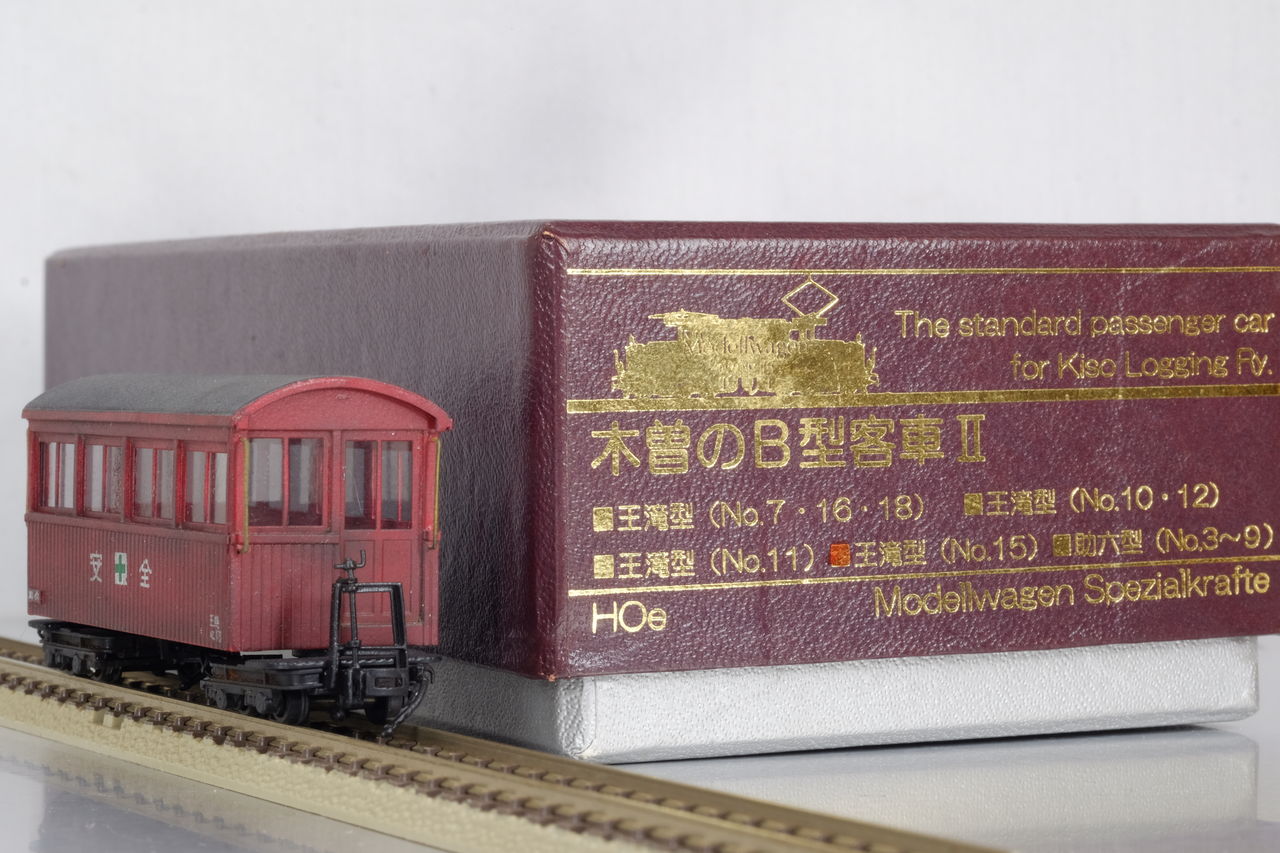 The standard passenger car
for Kiso Logging Ry.
Modellwagen
木曽のB型客車Ⅱ
■王滝型（No.7・16・18） ■王滝型（No.10・12）
■王滝型（No.11） ■王滝型（No.15） ■助六型（No.3～9）
HOe Modellwagen Spezialkrafte
安全